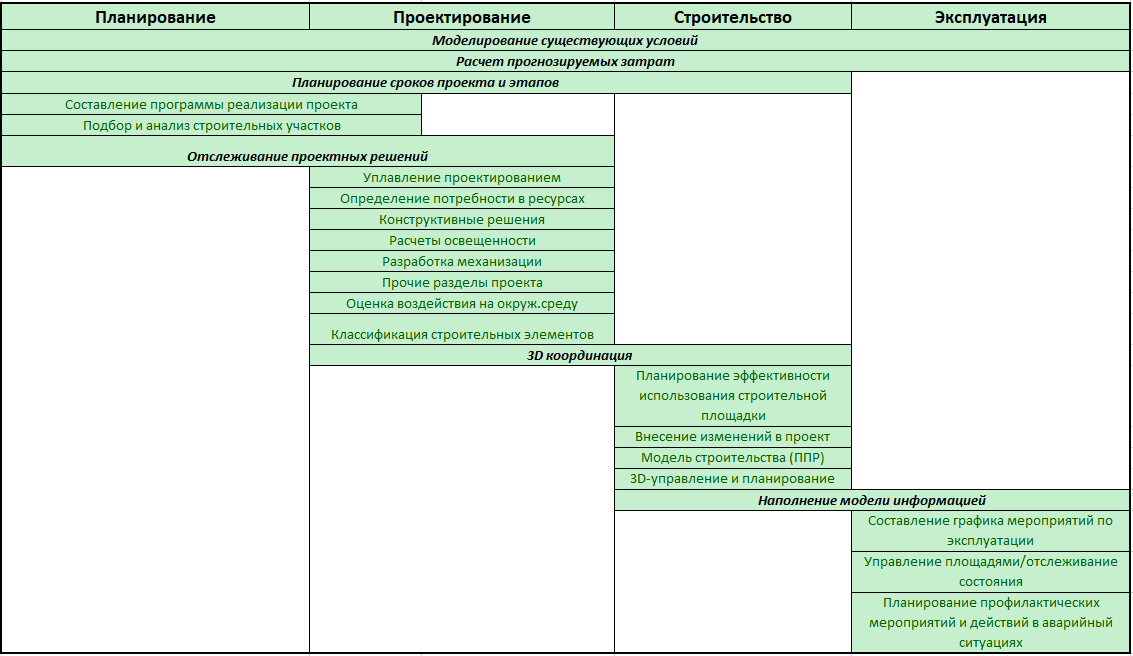 Планирование
Проектирование
Строительство
Эксплуатация
Моделирование существующих условий
Расчет прогнозируемых затрат
Планирование сроков проекта и этапов
Составление программы реализации проекта
Подбор и анализ строительных участков
Отслеживание проектных решений
Уплавление проектированием
Определение потребности в ресурсах
Конструктивные решения
Расчеты освещенности
Разработка механизации
Прочие разделы проекта
Оценка воздействия на окруж.среду
Классификация строительных элементов
3D координация
Планирование эффективности
использования строительной
площадки
Внесение изменений в проект
Модель строительства (ППР)
3D-управление и планирование
Наполнение модели информацией
Составление графика мероприятий по
эксплуатации
Управление площадями/отслеживание
состояния
Планирование профилактических
мероприятий и действий в аварийный
ситуациях